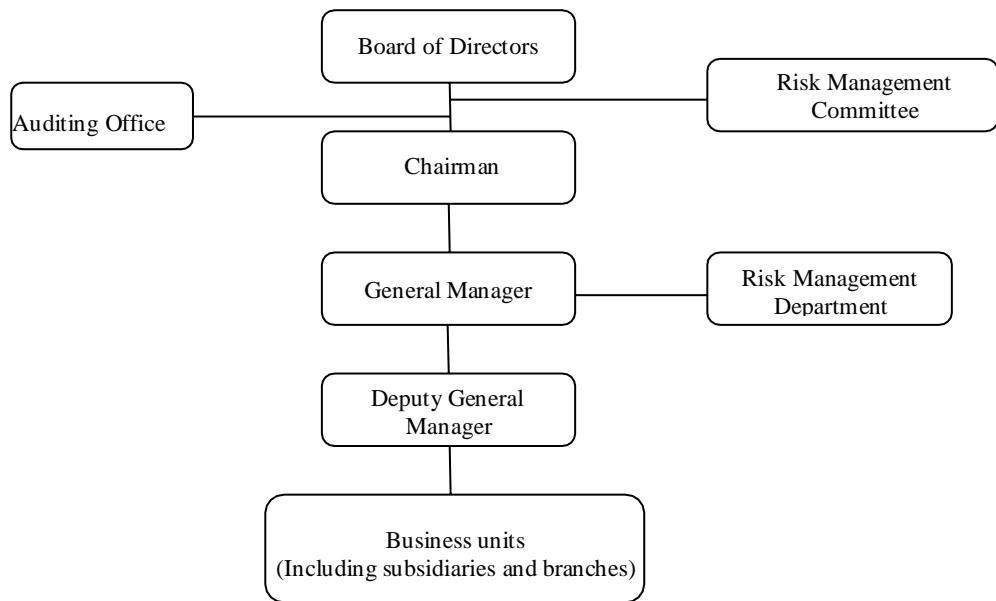 Board of Directors
Risk Management
Committee
Auditing Office
Chairman
General Manager
Risk Management
Department
Deputy General
Manager
Business units
(Including subsidiaries and branches)